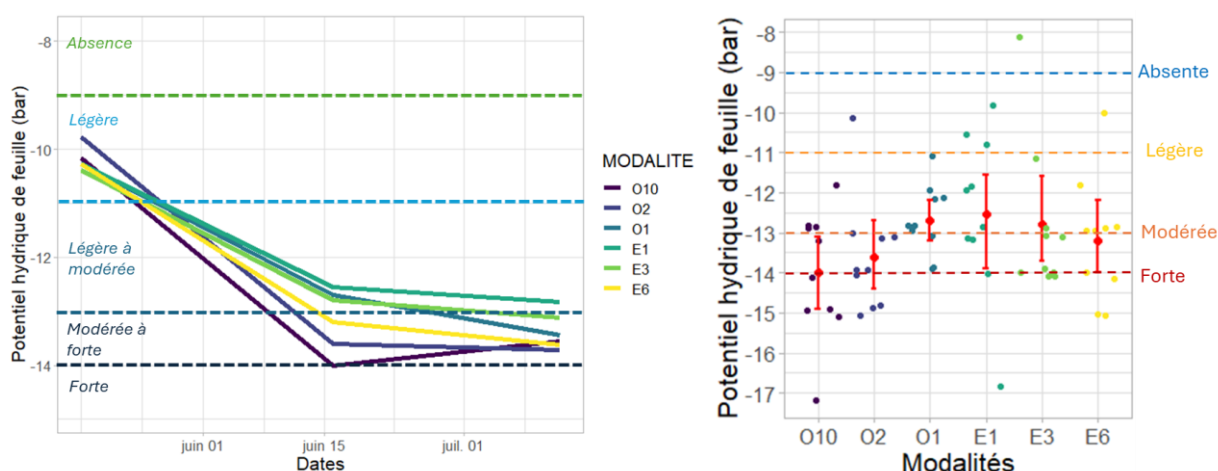 Potentiel hydrique de feuille (bar)
-8
-10
-12
-14
Absence
Légère
Légère à
modérée
Modérée à
forte
Forte
juin 01
juin 15
juil. 01
Dates
MODALITE
O10
O2
O1
E1
E3
E6
Potentiel hydrique de feuille (bar)
-8
-9
-10
-11
-12
-13
-14
-15
-16
-17
Absente
Légère
Modérée
Forte
O10
O2
O1
E1
E3
E6
Modalités